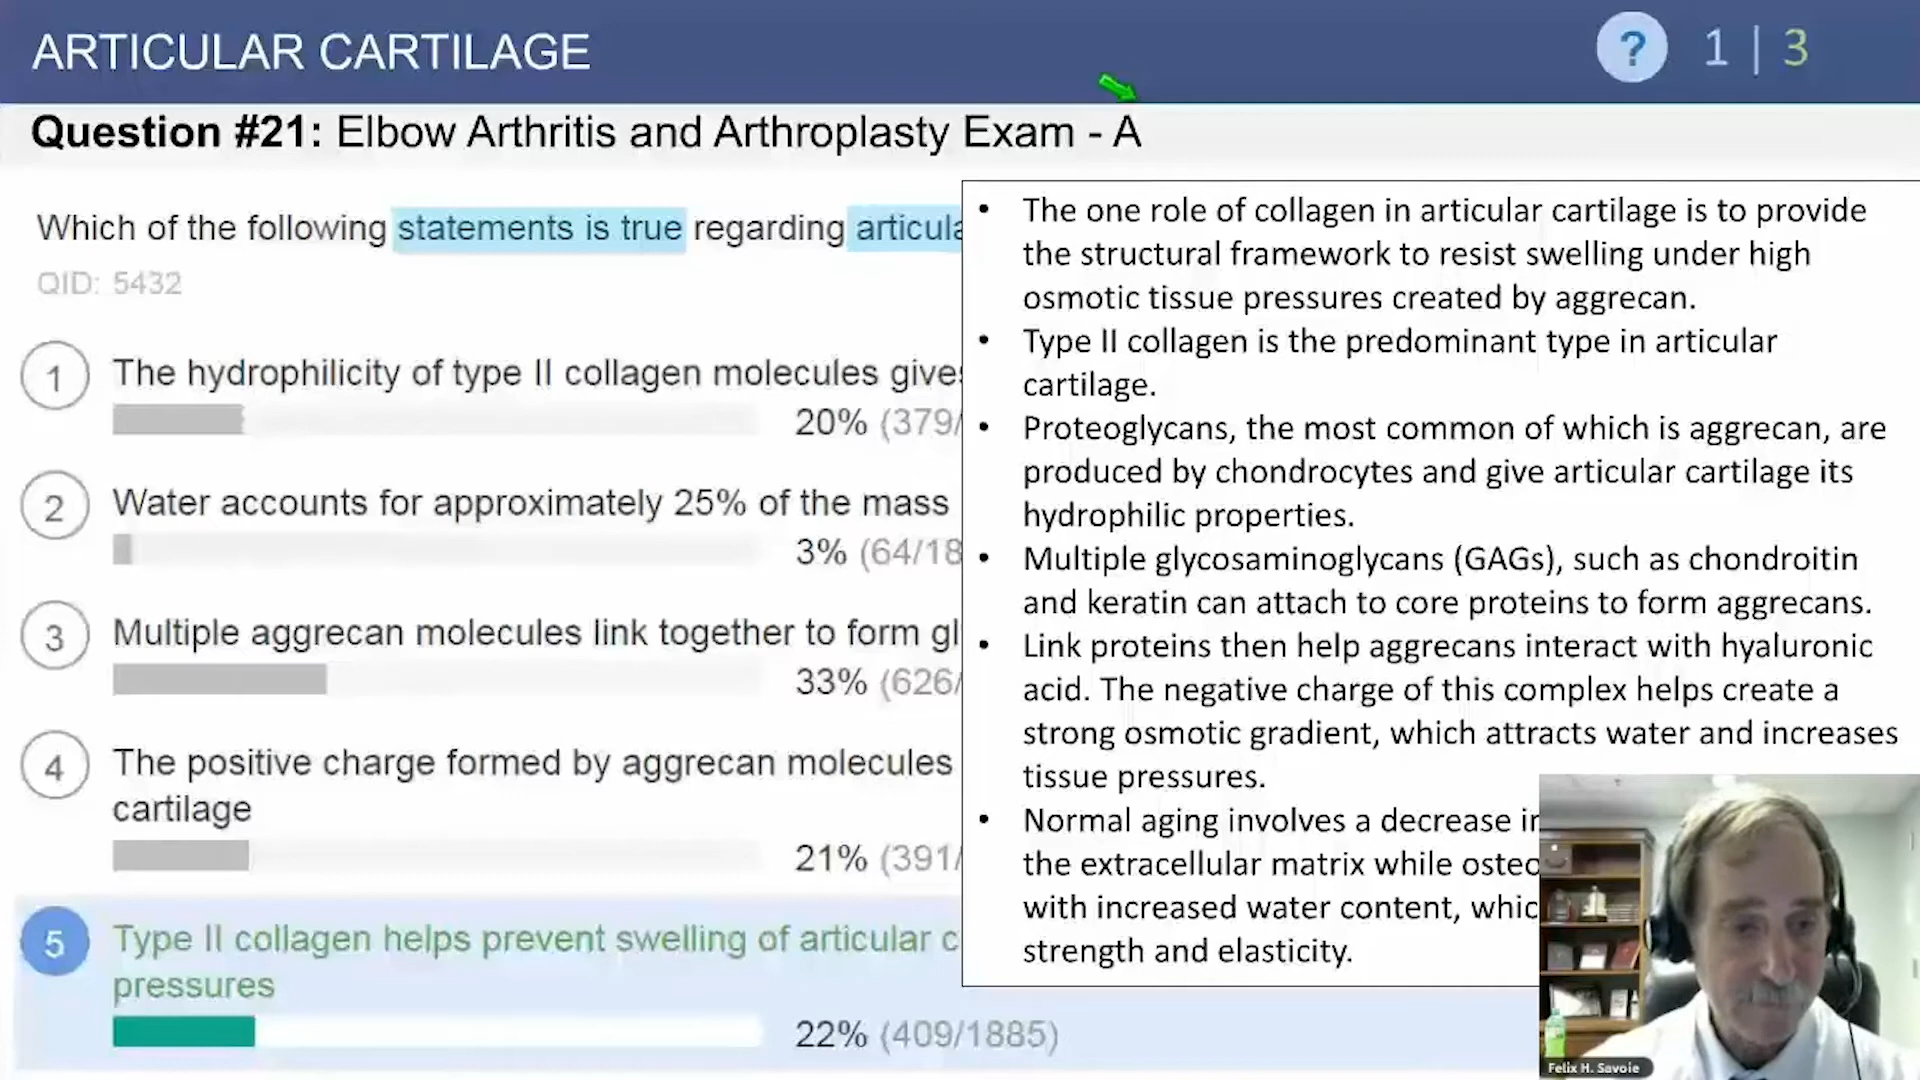 ARTICULAR CARTILAGE
? 1 | 3
Question #21: Elbow Arthritis and Arthroplasty Exam - A
Which of the following statements is true regarding
QID: 5432
1 The hydrophilicity of type II collagen molecules
20% (379/
2 Water accounts for approximately 25% of the mass
3% (64/18
3 Multiple aggrecan molecules link together to form
33% (626/
4 The positive charge formed by aggrecan molecules
cartilage
21% (391/
5 Type II collagen helps prevent swelling of articular
pressures
22% (409/1885)
• The one role of collagen in articular cartilage is to provide
the structural framework to resist swelling under high
osmotic tissue pressures created by aggrecan.
• Type II collagen is the predominant type in articular
cartilage.
• Proteoglycans, the most common of which is aggrecan, are
produced by chondrocytes and give articular cartilage its
hydrophilic properties.
• Multiple glycosaminoglycans (GAGs), such as chondroitin
and keratin can attach to core proteins to form aggrecans.
• Link proteins then help aggrecans interact with hyaluronic
acid. The negative charge of this complex helps create a
strong osmotic gradient, which attracts water and increases
tissue pressures.
• Normal aging involves a decrease
the extracellular matrix while
with increased water content,
strength and elasticity.
Felix H. Savoie